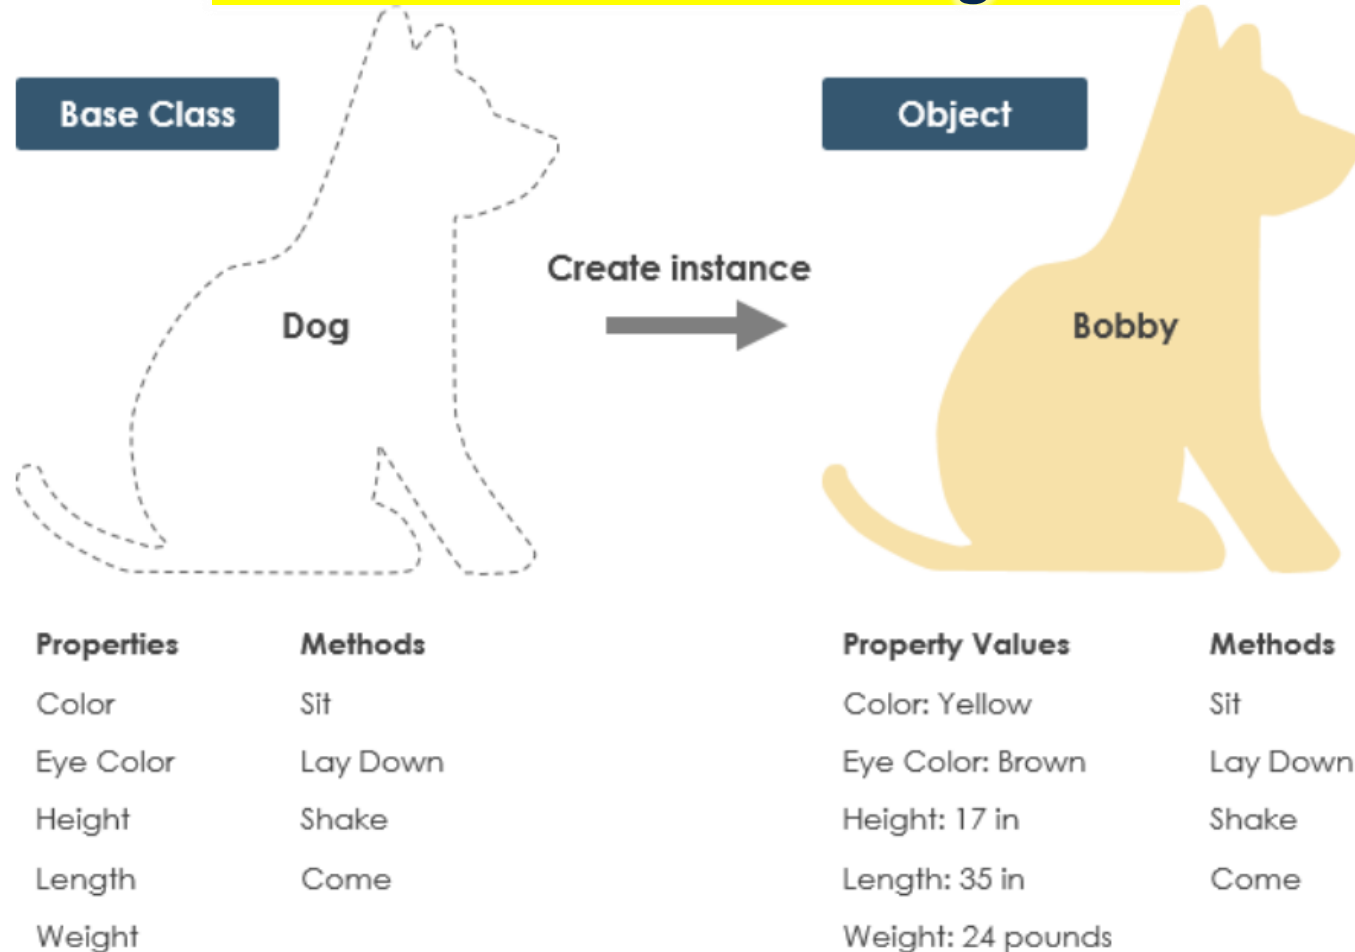 Base Class
Object
Create instance
Dog
Bobby
Properties Methods
Color Sit
Eye Color Lay Down
Height Shake
Length Come
Weight
Property Values Methods
Color: Yellow Sit
Eye Color: Brown Lay Down
Height: 17 in Shake
Length: 35 in Come
Weight: 24 pounds